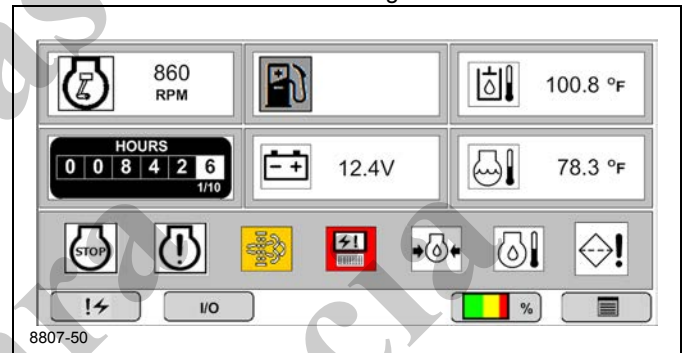 860
RPM
100.8 °F
HOURS
0 0 8 4 2 6
1/10
- +
12.4V
78.3 °F
STOP
!
!
!
!
I/O
%
8807-50